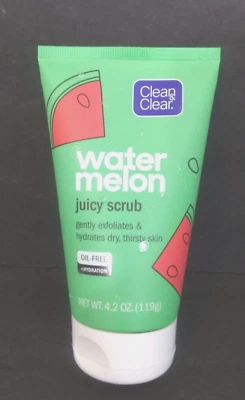 Clean
&
Clear.
water
melon
juicy scrub
gently exfoliates &
hydrates dry, thirsty skin
OIL-FREE
+HYDRATION
NET WT. 4.2 OZ. (119g)